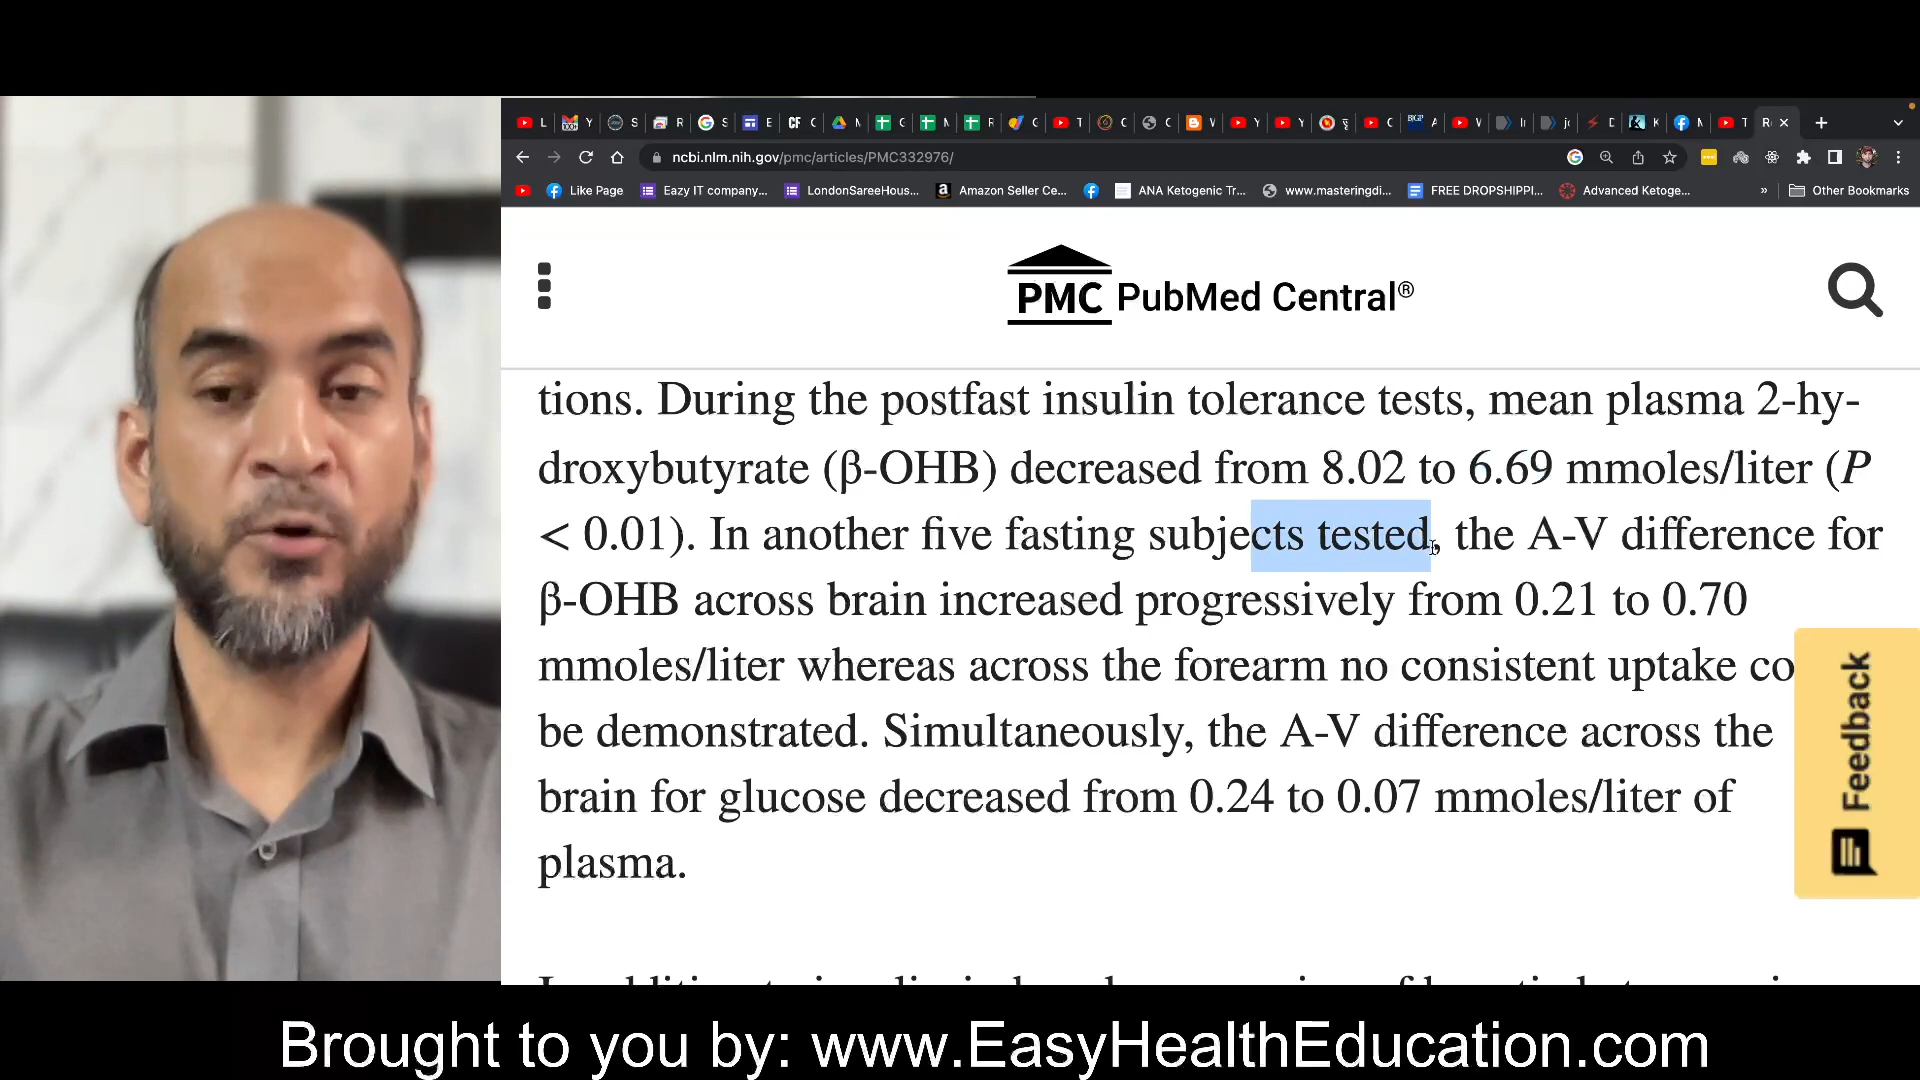 L
Y
S
R
S
E
CF
C
M
C
M
R
C
T
C
C
V
Y
Y
ş
C
BGP
A
V
Ir
jc
D
K
M
T
R
ncbi.nlm.nih.gov/pmc/articles/PMC332976/
Like Page
Eazy IT company...
LondonSareeHous...
Amazon Seller Ce...
ANA Ketogenic Tr...
www.masteringdi...
FREE DROPSHIPPI...
Advanced Ketoge...
»
Other Bookmarks
PMC PubMed Central®
tions. During the postfast insulin tolerance tests, mean plasma 2-hy-
droxybutyrate (β-OHB) decreased from 8.02 to 6.69 mmoles/liter (P
< 0.01). In another five fasting subjects tested, the A-V difference for
β-OHB across brain increased progressively from 0.21 to 0.70
mmoles/liter whereas across the forearm no consistent uptake co
be demonstrated. Simultaneously, the A-V difference across the
brain for glucose decreased from 0.24 to 0.07 mmoles/liter of
plasma.
Feedback
Brought to you by: www.EasyHealthEducation.com